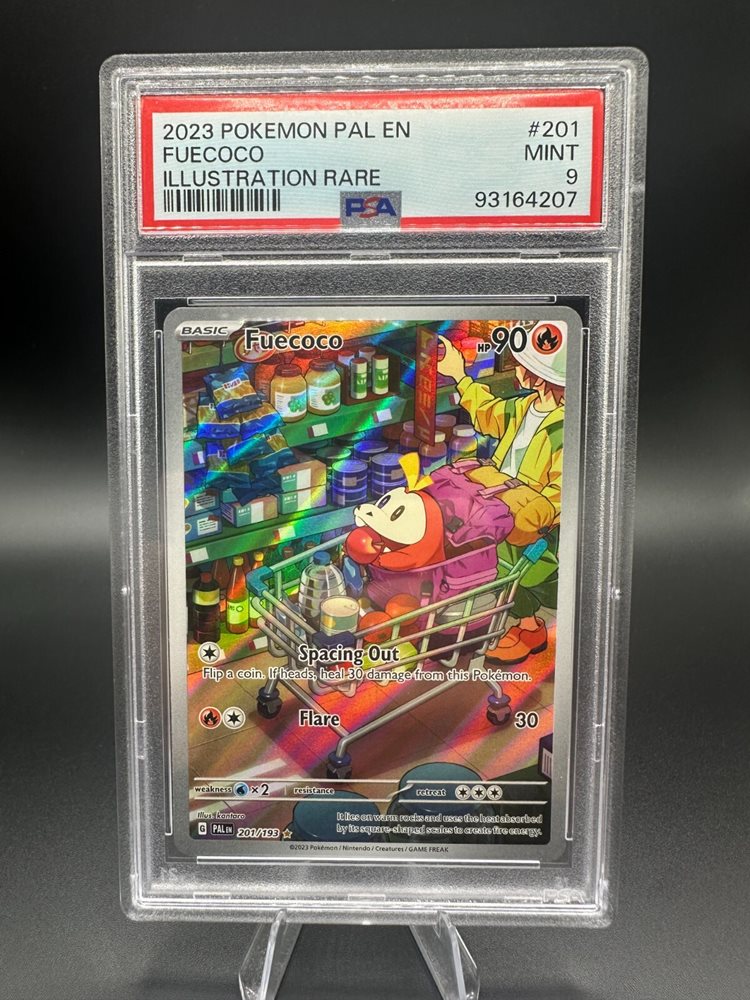 2023 POKEMON PAL EN #201
FUECOCO MINT
ILLUSTRATION RARE 9
PSA 93164207
BASIC Fuecoco HP 90
Spacing Out
Flip a coin. If heads, heal 30 damage from this Pokémon.
Flare 30
weakness ×2 resistance retreat
Illus. kantaro
G PAL EN 201/193
It lies on warm rocks and uses the heat absorbed
by its square-shaped scales to create fire energy.
©2023 Pokémon / Nintendo / Creatures / GAME FREAK